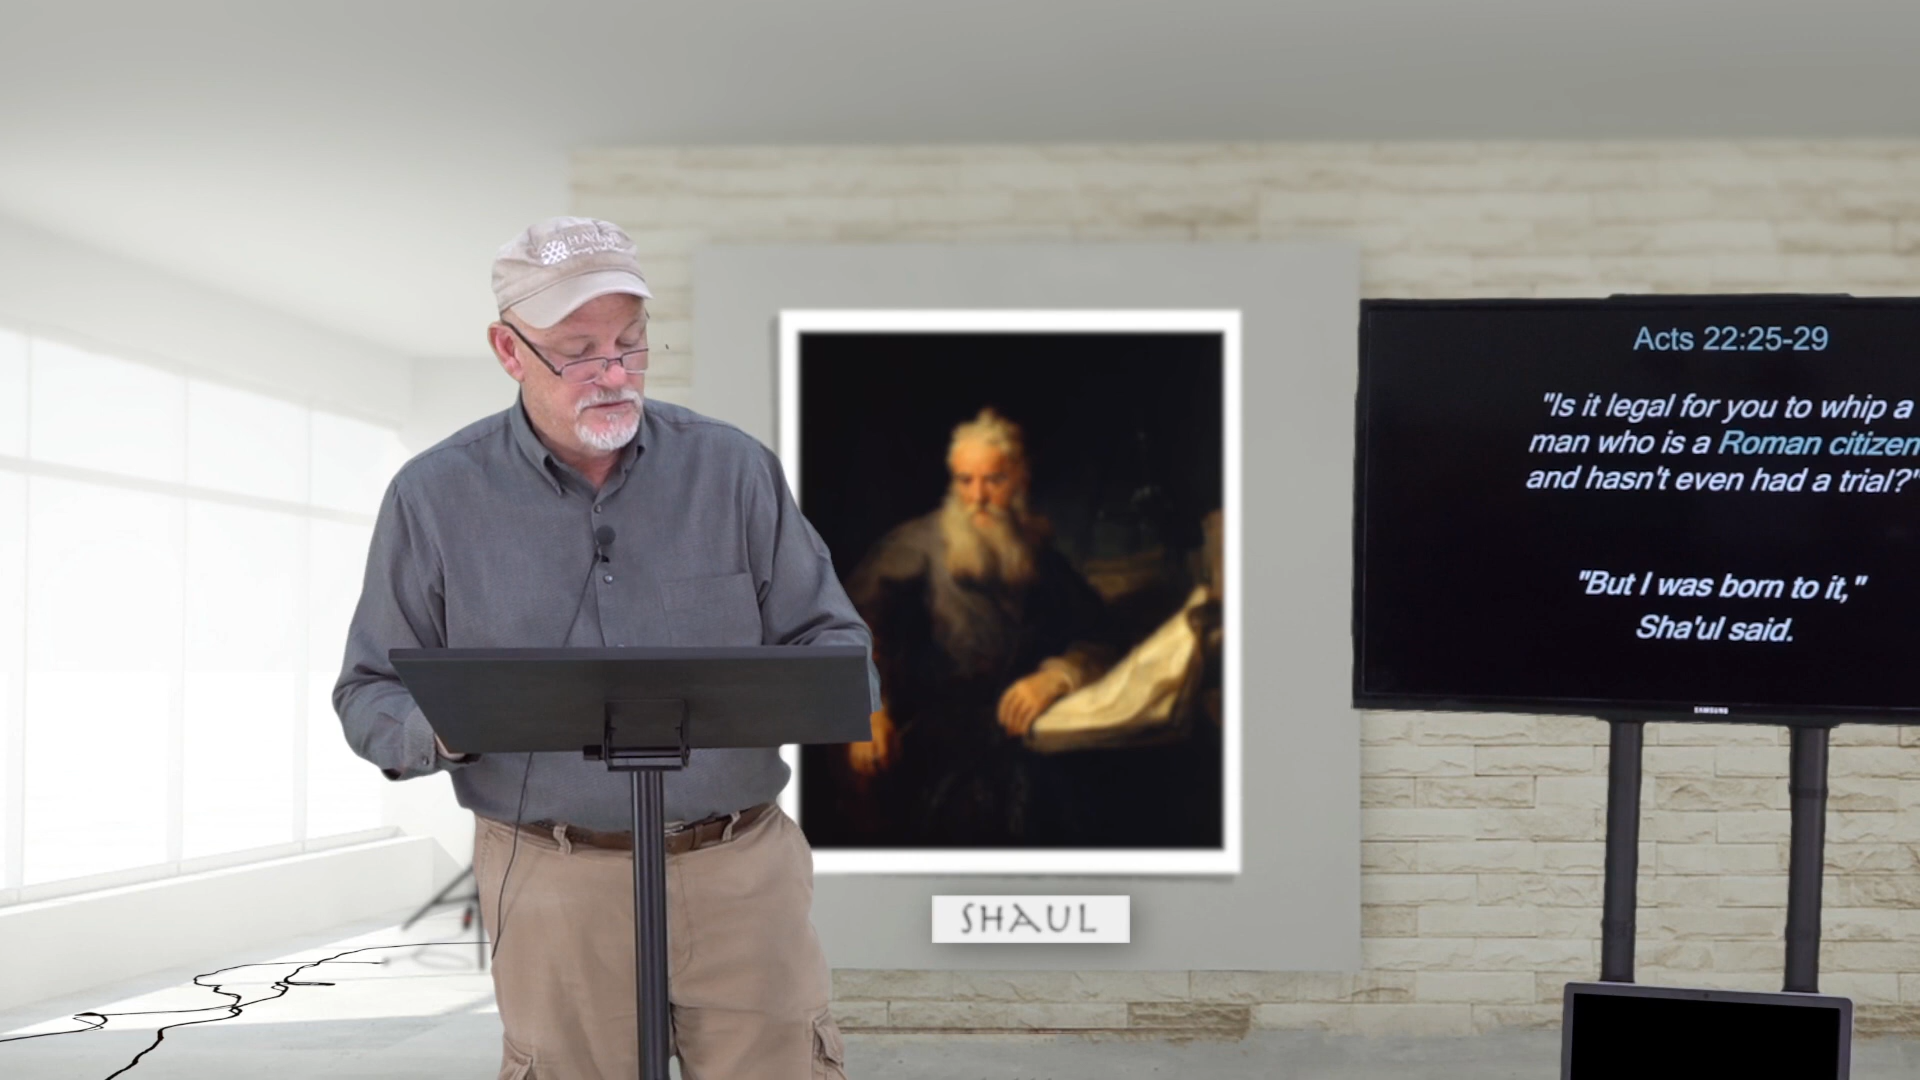 Acts 22:25-29
"Is it legal for you to whip a
man who is a Roman citizen
and hasn't even had a trial?"
"But I was born to it,"
Sha'ul said.
SAMSUNG
SHAUL